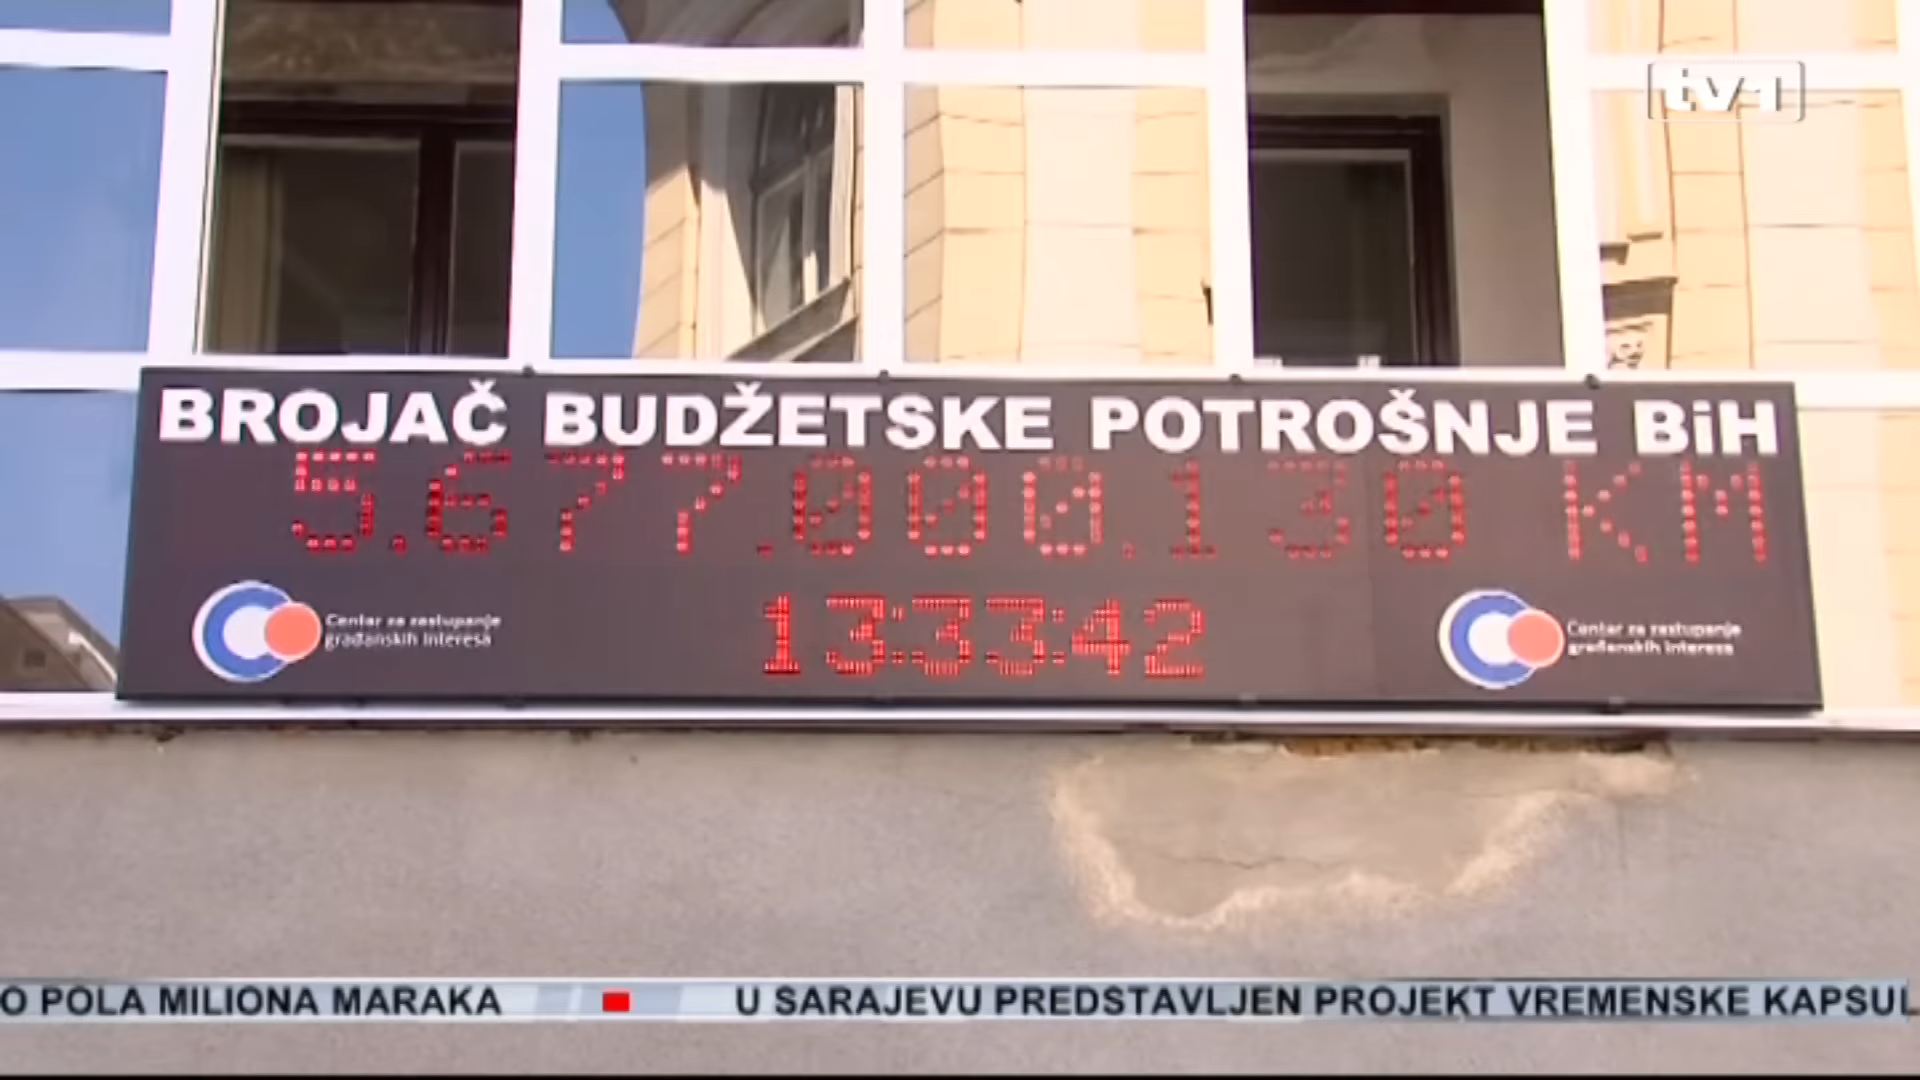 tv1
BROJAČ BUDŽETSKE POTROŠNJE BiH
5.677.000.130 KM
Centar za zastupanje
građanskih interesa
13:33:42
Centar za zastupanje
građanskih interesa
O POLA MILIONA MARAKA U SARAJEVU PREDSTAVLJEN PROJEKT VREMENSKE KAPSUL